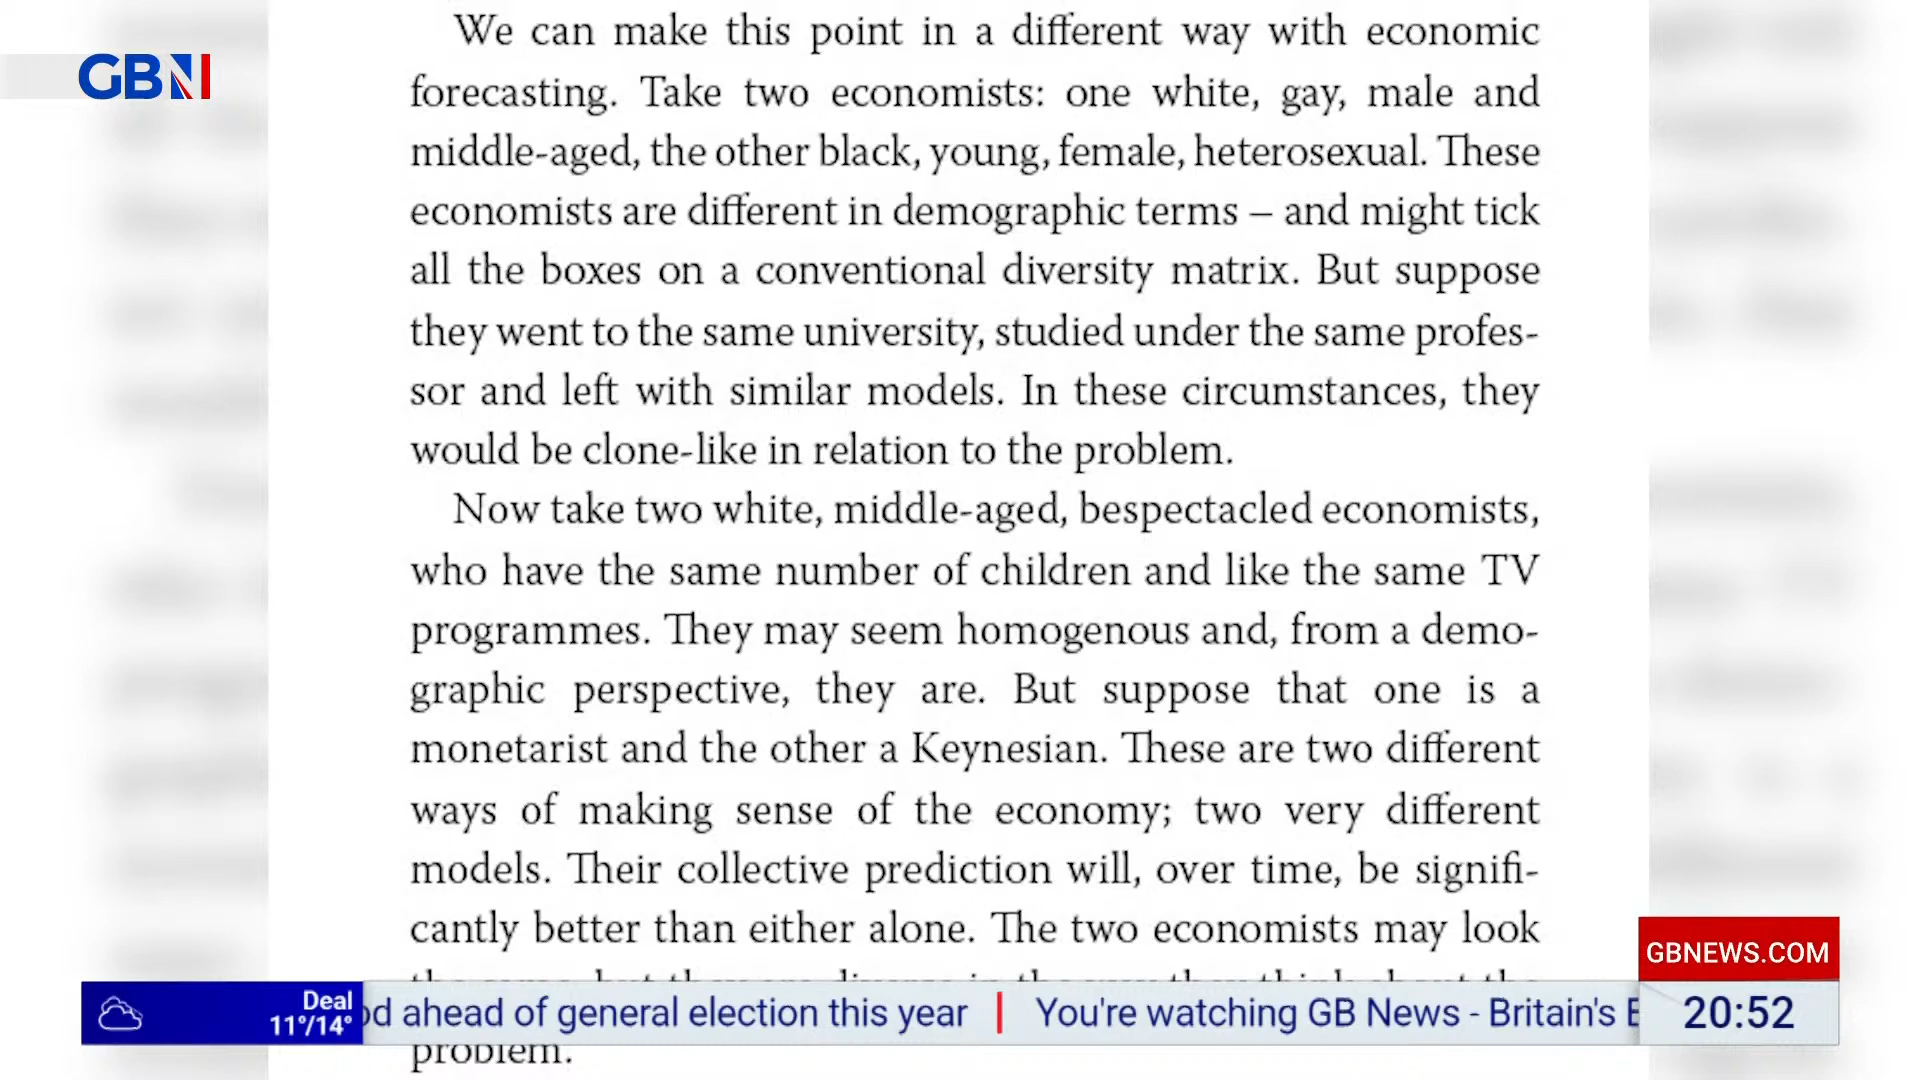 We can make this point in a different way with economic
GBN
forecasting. Take two economists: one white, gay, male and
middle-aged, the other black, young, female, heterosexual. These
economists are different in demographic terms – and might tick
all the boxes on a conventional diversity matrix. But suppose
they went to the same university, studied under the same profes-
sor and left with similar models. In these circumstances, they
would be clone-like in relation to the problem.
Now take two white, middle-aged, bespectacled economists,
who have the same number of children and like the same TV
programmes. They may seem homogenous and, from a demo-
graphic perspective, they are. But suppose that one is a
monetarist and the other a Keynesian. These are two different
ways of making sense of the economy; two very different
models. Their collective prediction will, over time, be signifi-
cantly better than either alone. The two economists may look
GBNEWS.COM
Deal
11°/14°
ahead of general election this year | You're watching GB News - Britain's
20:52
problem.